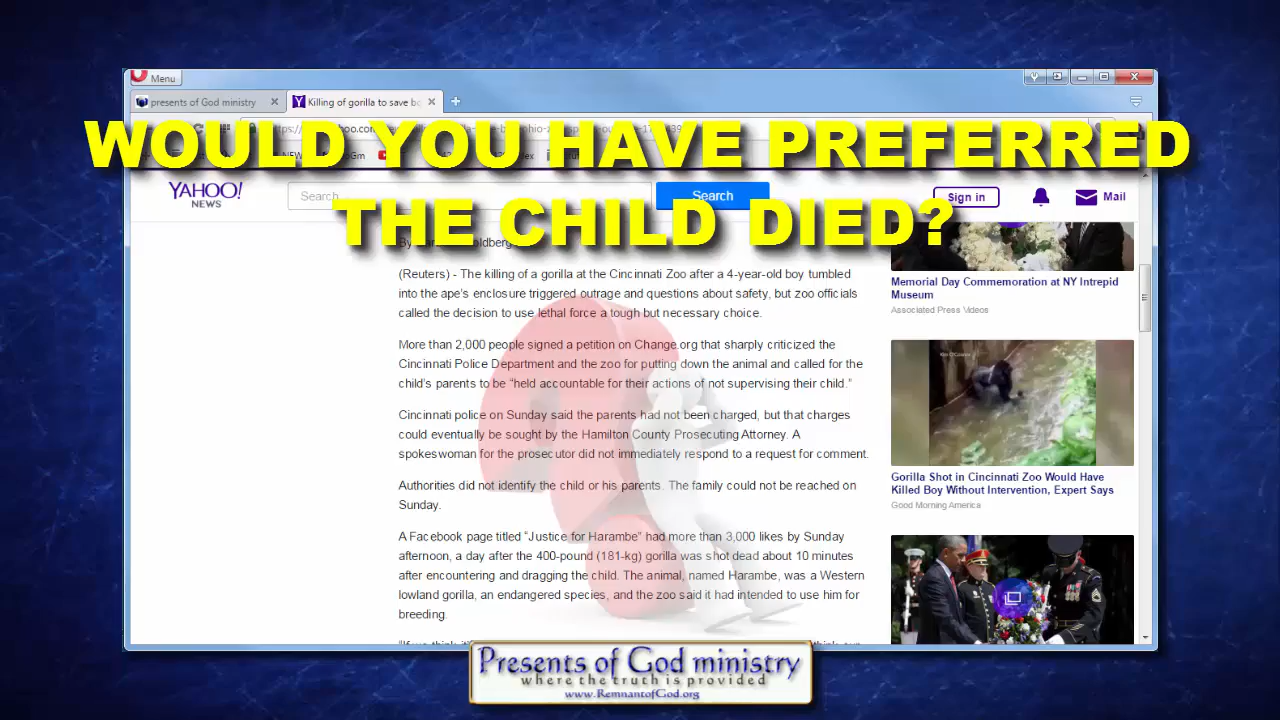 Menu
presents of God ministry
Killing of gorilla to save bo
WOULD YOU HAVE PREFERRED
THE CHILD DIED?
YAHOO!
NEWS
Search
Search
Sign in
Mail
(Reuters) - The killing of a gorilla at the Cincinnati Zoo after a 4-year-old boy tumbled
into the ape's enclosure triggered outrage and questions about safety, but zoo officials
called the decision to use lethal force a tough but necessary choice.
More than 2,000 people signed a petition on Change.org that sharply criticized the
Cincinnati Police Department and the zoo for putting down the animal and called for the
child's parents to be "held accountable for their actions of not supervising their child."
Cincinnati police on Sunday said the parents had not been charged, but that charges
could eventually be sought by the Hamilton County Prosecuting Attorney. A
spokeswoman for the prosecutor did not immediately respond to a request for comment.
Authorities did not identify the child or his parents. The family could not be reached on
Sunday.
A Facebook page titled "Justice for Harambe" had more than 3,000 likes by Sunday
afternoon, a day after the 400-pound (181-kg) gorilla was shot dead about 10 minutes
after encountering and dragging the child. The animal, named Harambe, was a Western
lowland gorilla, an endangered species, and the zoo said it had intended to use him for
breeding.
Memorial Day Commemoration at NY Intrepid
Museum
Associated Press Videos
Gorilla Shot in Cincinnati Zoo Would Have
Killed Boy Without Intervention, Expert Says
Good Morning America
Presents of God ministry
where the truth is provided
www.RemnantofGod.org